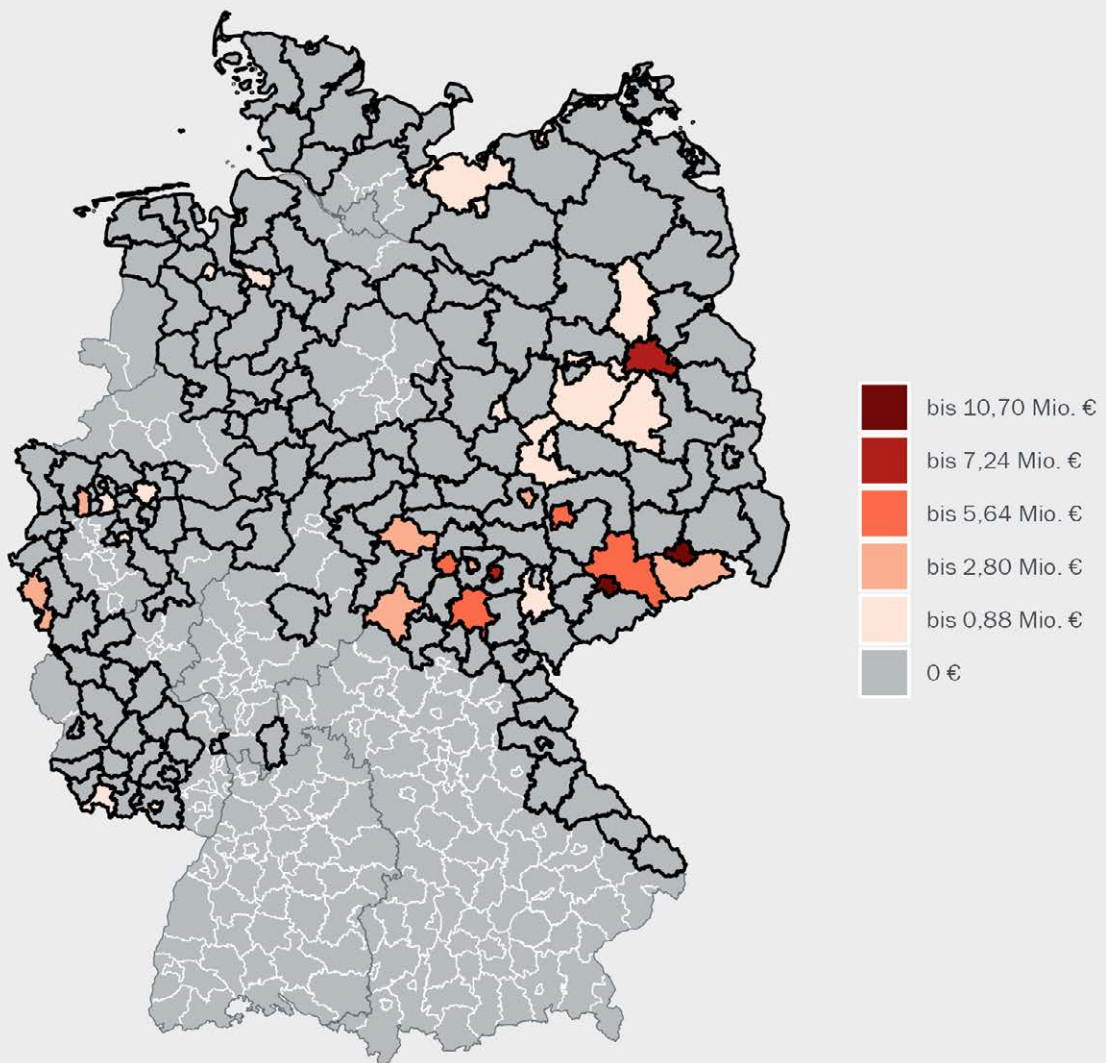 bis 10,70 Mio. €
bis 7,24 Mio. €
bis 5,64 Mio. €
bis 2,80 Mio. €
bis 0,88 Mio. €
0 €